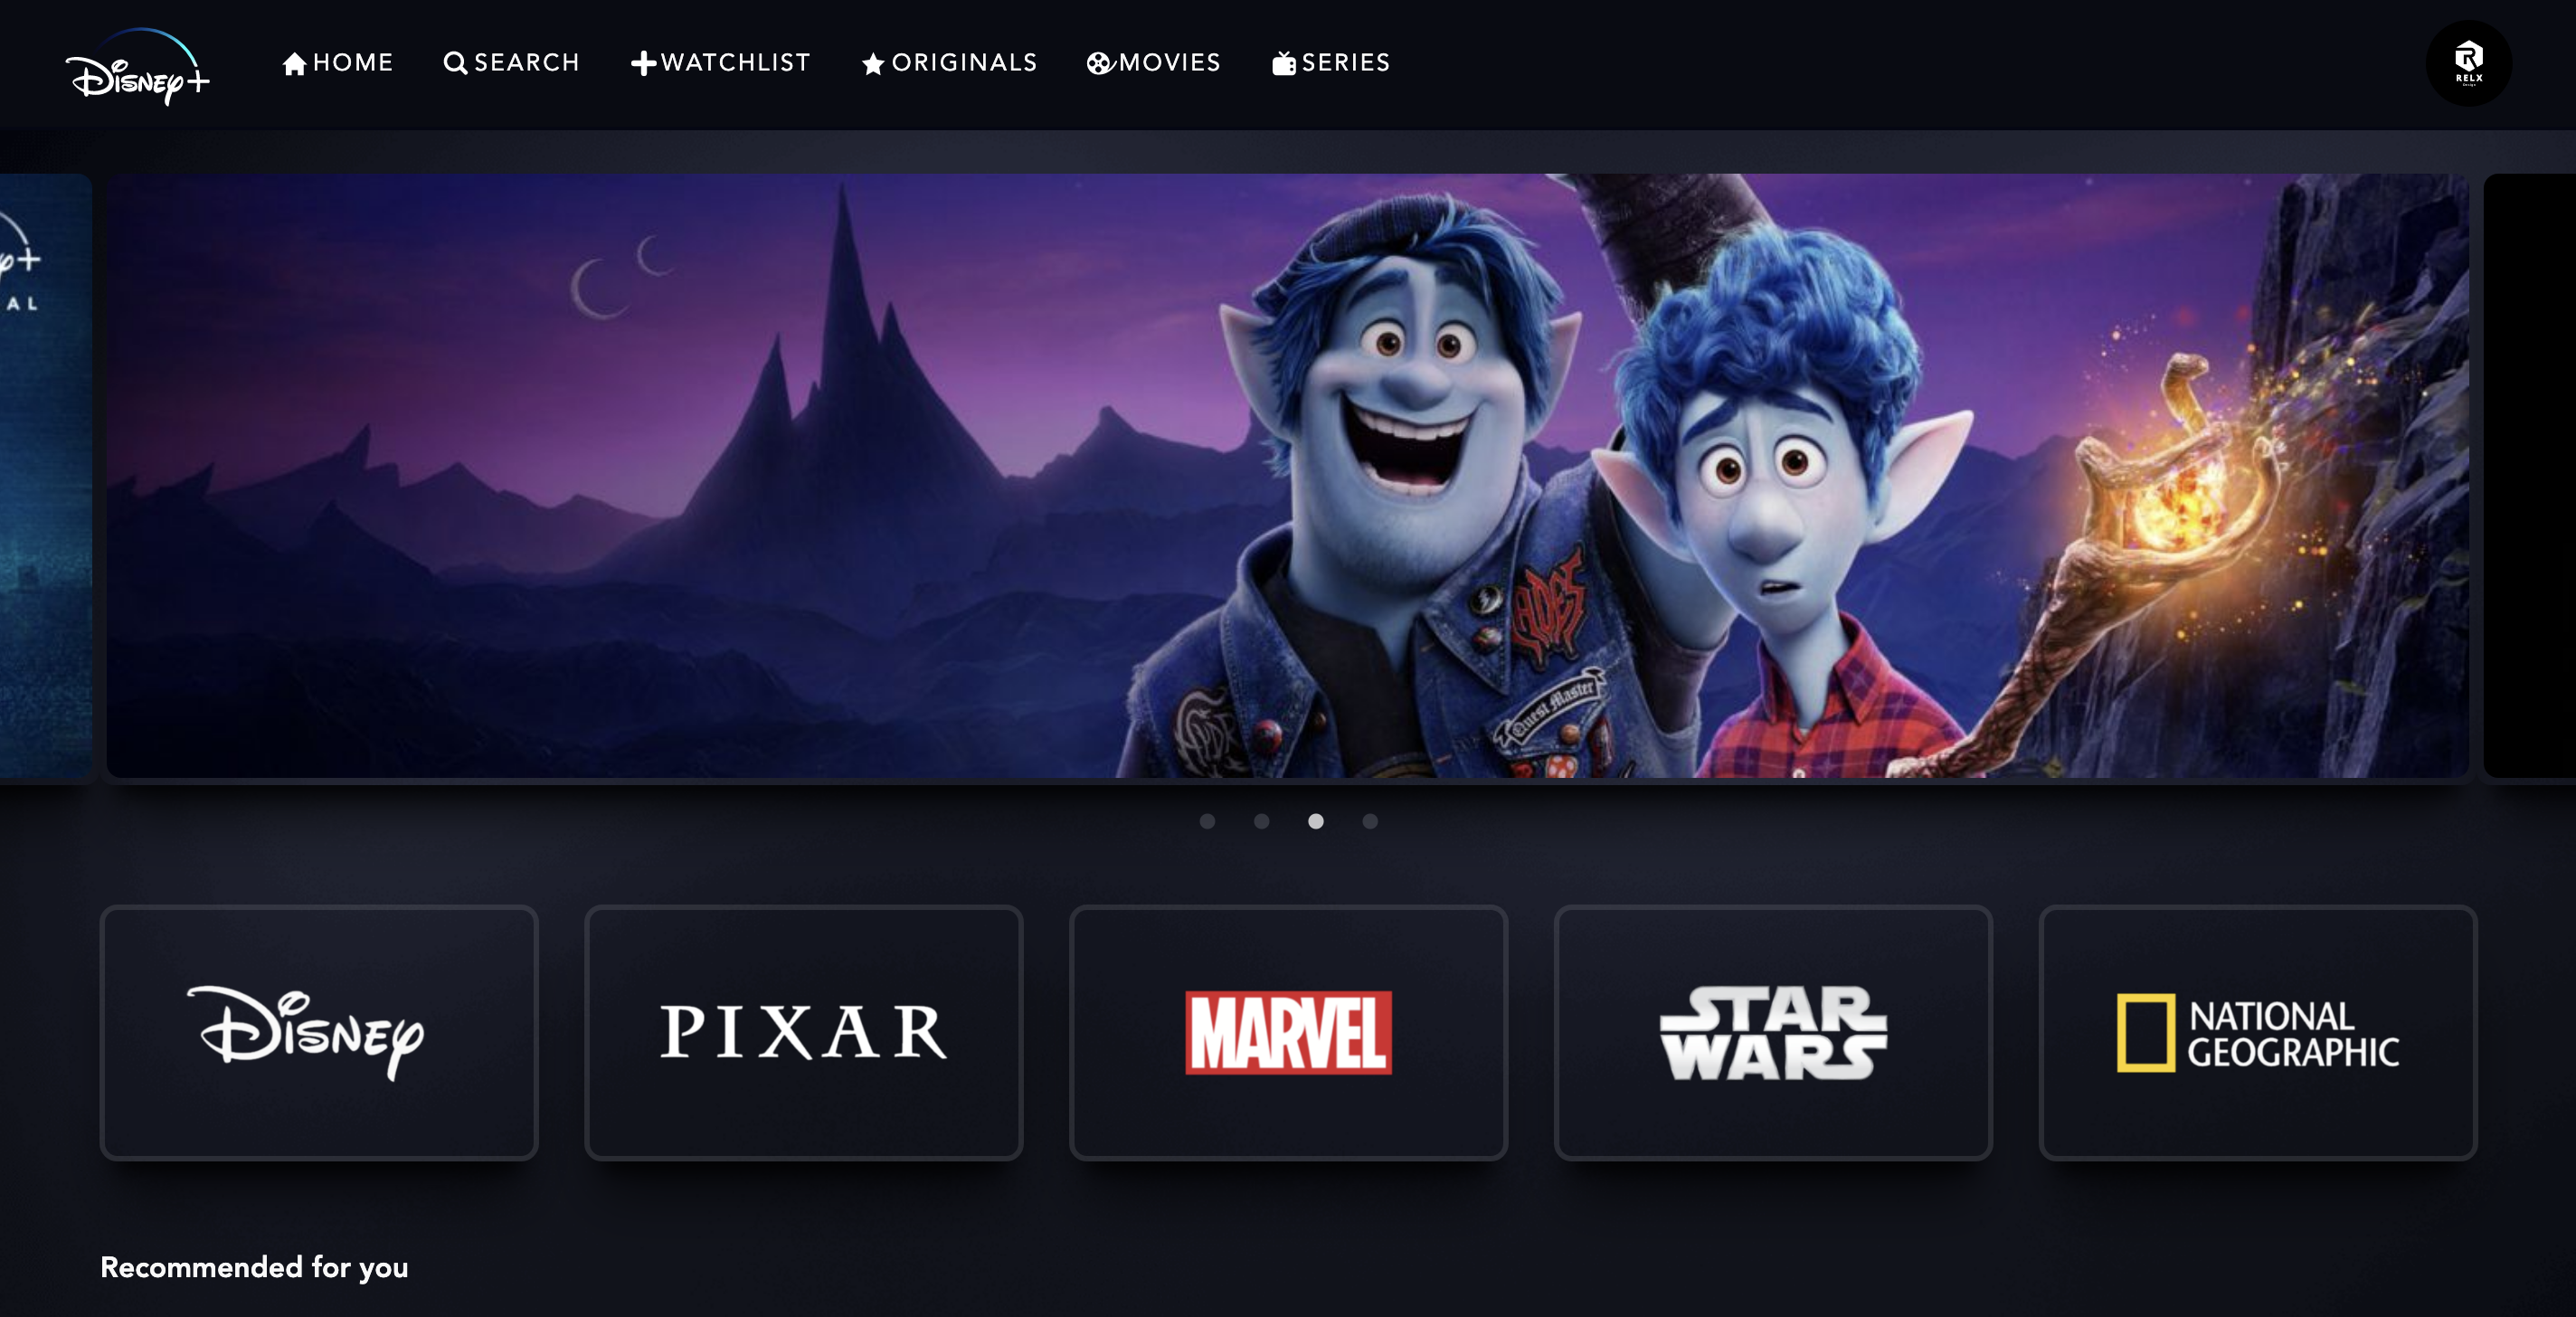 Disney+
HOME
SEARCH
WATCHLIST
ORIGINALS
MOVIES
SERIES
RELX
Design
AL
Quest Master
Disney
PIXAR
MARVEL
STAR
WARS
NATIONAL
GEOGRAPHIC
Recommended for you